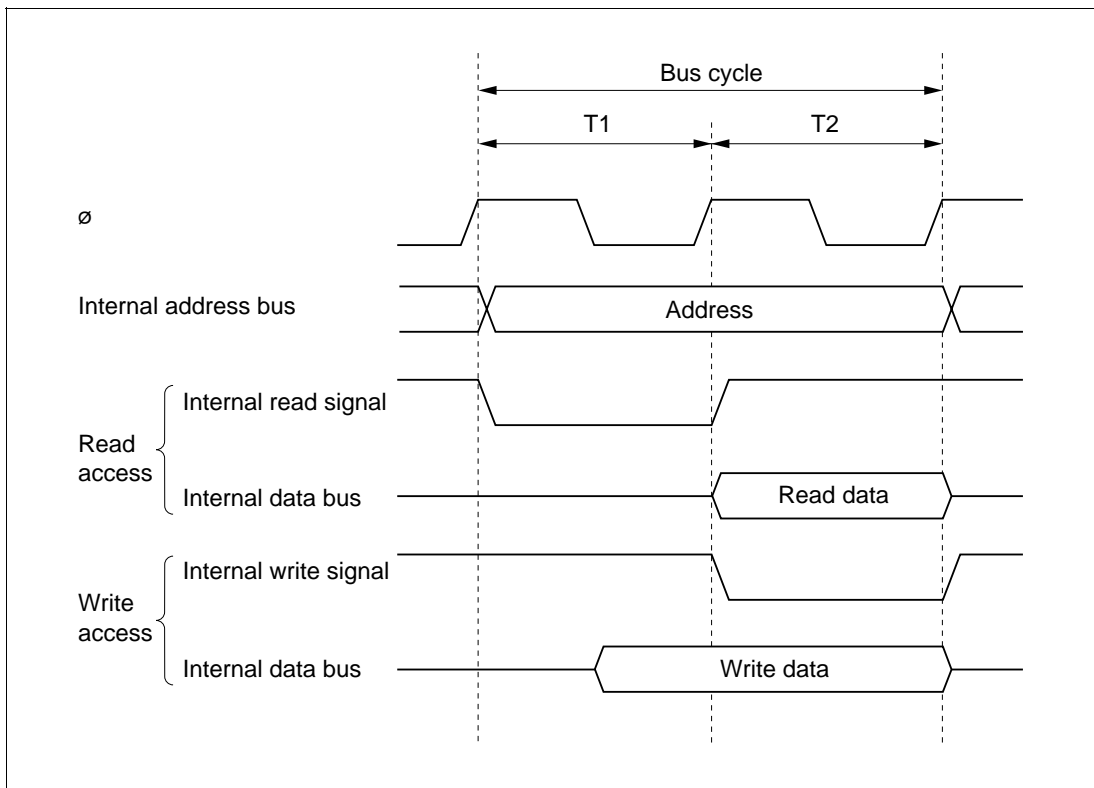 Bus cycle
T1 T2
ø
Internal address bus Address
Internal read signal
Read
access
Internal data bus Read data
Internal write signal
Write
access
Internal data bus Write data